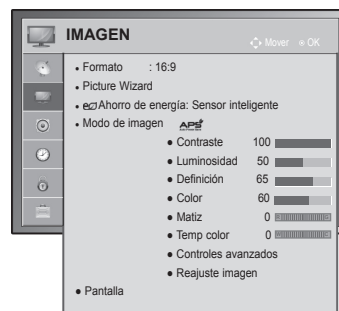 IMAGEN
Mover OK
• Formato : 16:9
• Picture Wizard
• eco Ahorro de energía: Sensor inteligente
• Modo de imagen APS
• Contraste 100
• Luminosidad 50
• Definición 65
• Color 60
• Matiz 0
• Temp color 0
• Controles avanzados
• Reajuste imagen
• Pantalla